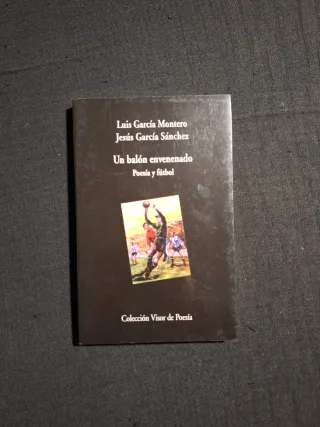 Luis García Montero
Jesús García Sánchez
Un balón envenenado
Poesía y fútbol
Colección Visor de Poesía